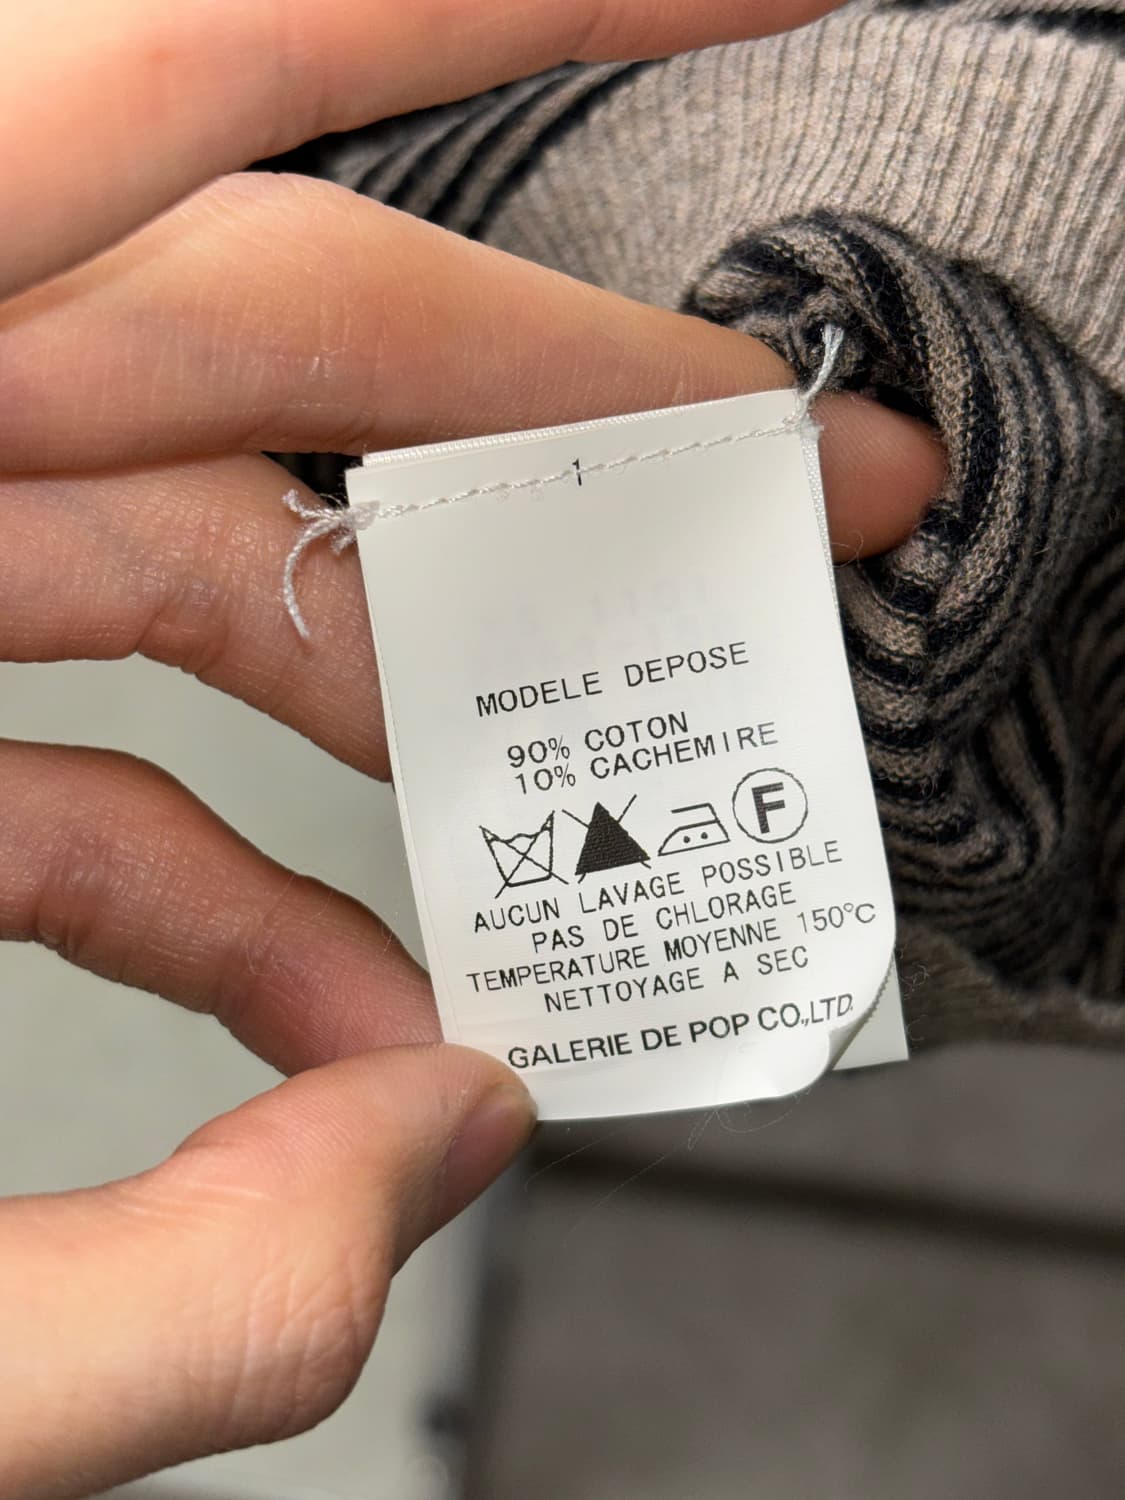 1
MODELE DEPOSE
90% COTON
10% CACHEMIRE
F
AUCUN LAVAGE POSSIBLE
PAS DE CHLORAGE
TEMPERATURE MOYENNE 150°C
NETTOYAGE A SEC
GALERIE DE POP CO.,LTD.